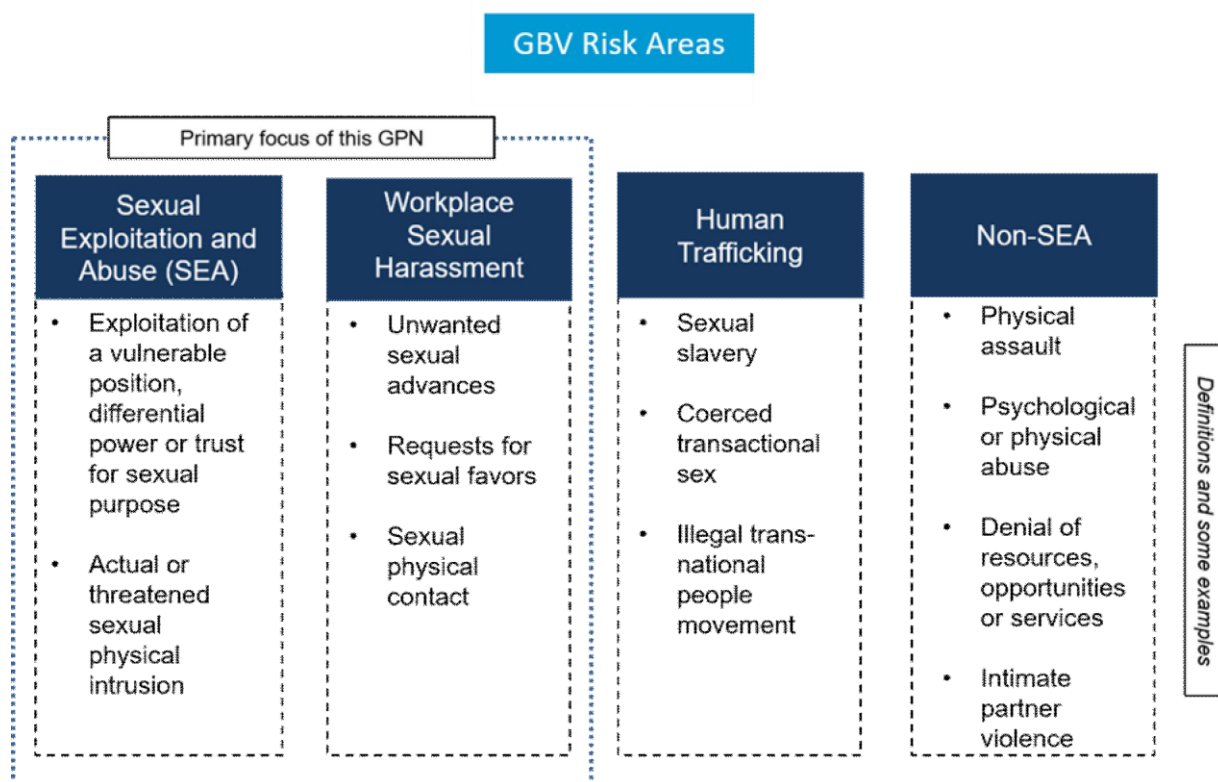 GBV Risk Areas
Primary focus of this GPN
Sexual
Exploitation and
Abuse (SEA)
• Exploitation of
a vulnerable
position,
differential
power or trust
for sexual
purpose
• Actual or
threatened
sexual
physical
intrusion
Workplace
Sexual
Harassment
• Unwanted
sexual
advances
• Requests for
sexual favors
• Sexual
physical
contact
Human
Trafficking
• Sexual
slavery
• Coerced
transactional
sex
• Illegal trans-
national
people
movement
Non-SEA
• Physical
assault
• Psychological
or physical
abuse
• Denial of
resources,
opportunities
or services
• Intimate
partner
violence
Definitions and some examples